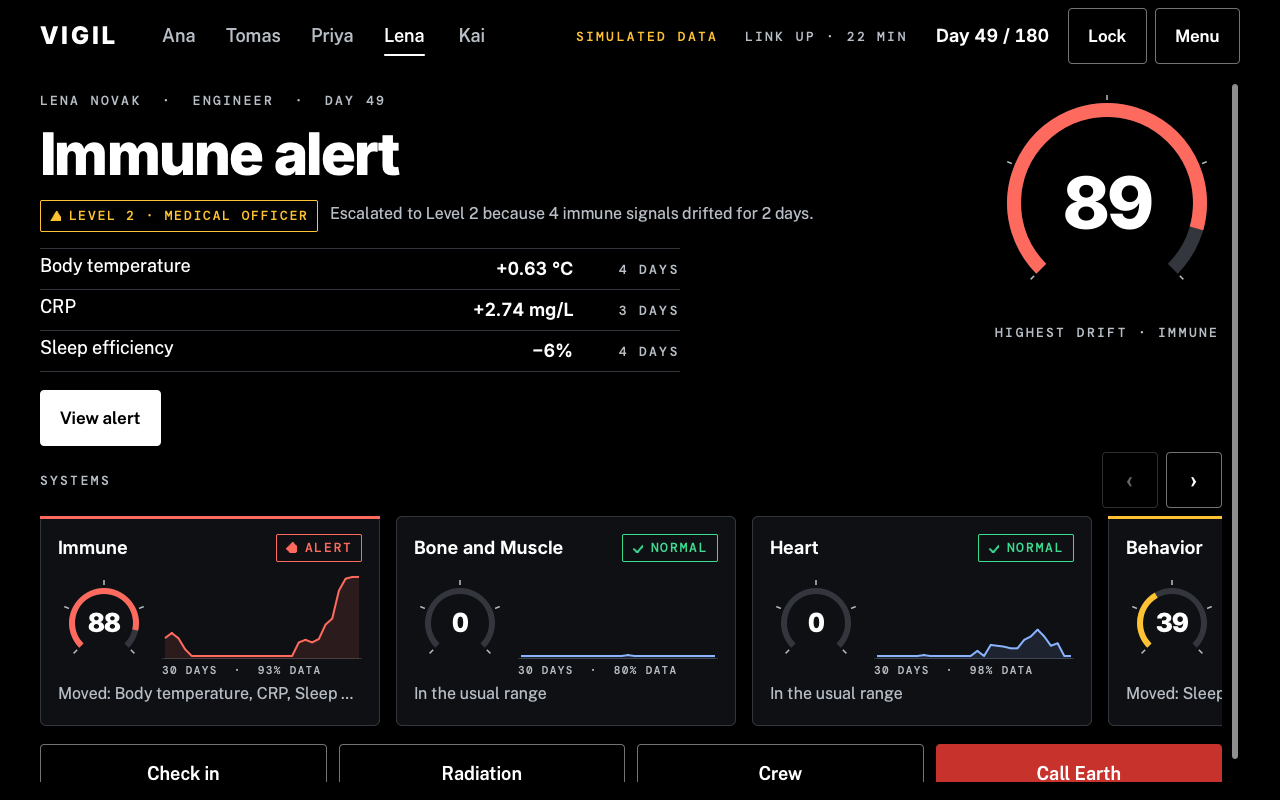 VIGIL Ana Tomas Priya Lena Kai SIMULATED DATA LINK UP · 22 MIN Day 49 / 180 Lock Menu
LENA NOVAK · ENGINEER · DAY 49
Immune alert
LEVEL 2 · MEDICAL OFFICER Escalated to Level 2 because 4 immune signals drifted for 2 days.
Body temperature +0.63 °C 4 DAYS
CRP +2.74 mg/L 3 DAYS
Sleep efficiency −6% 4 DAYS
View alert
89
HIGHEST DRIFT · IMMUNE
SYSTEMS ‹ ›
Immune ALERT
88
30 DAYS · 93% DATA
Moved: Body temperature, CRP, Sleep ...
Bone and Muscle NORMAL
0
30 DAYS · 80% DATA
In the usual range
Heart NORMAL
0
30 DAYS · 98% DATA
In the usual range
Behavior
39
Moved: Sleep
Check in Radiation Crew Call Earth